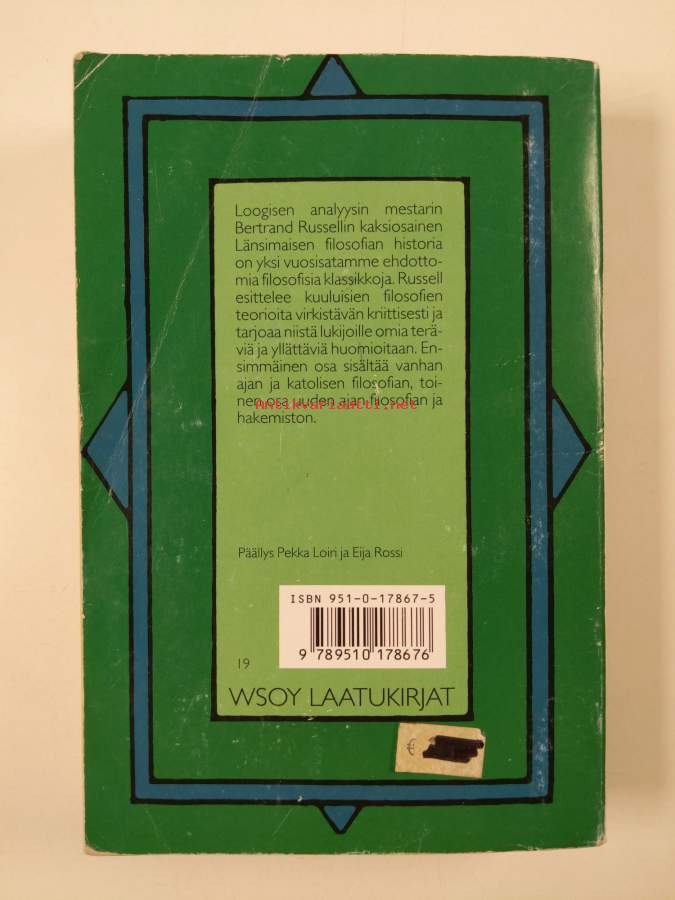 Loogisen analyysin mestarin
Bertrand Russellin kaksiosainen
Länsimaisen filosofian historia
on yksi vuosisatamme ehdotto-
mia filosofisia klassikkoja. Russell
esittelee kuuluisien filosofien
teorioita virkistävän kriittisesti ja
tarjoaa niistä lukijoille omia terä-
viä ja yllättäviä huomioitaan. En-
simmäinen osa sisältää vanhan
ajan ja katolisen filosofian, toi-
nen osa uuden ajan filosofian ja
Antikvariaatti.net
hakemiston.
Päällys Pekka Loiri ja Eija Rossi
ISBN 951-0-17867-5
9 789510 178676
19
WSOY LAATUKIRJAT
€